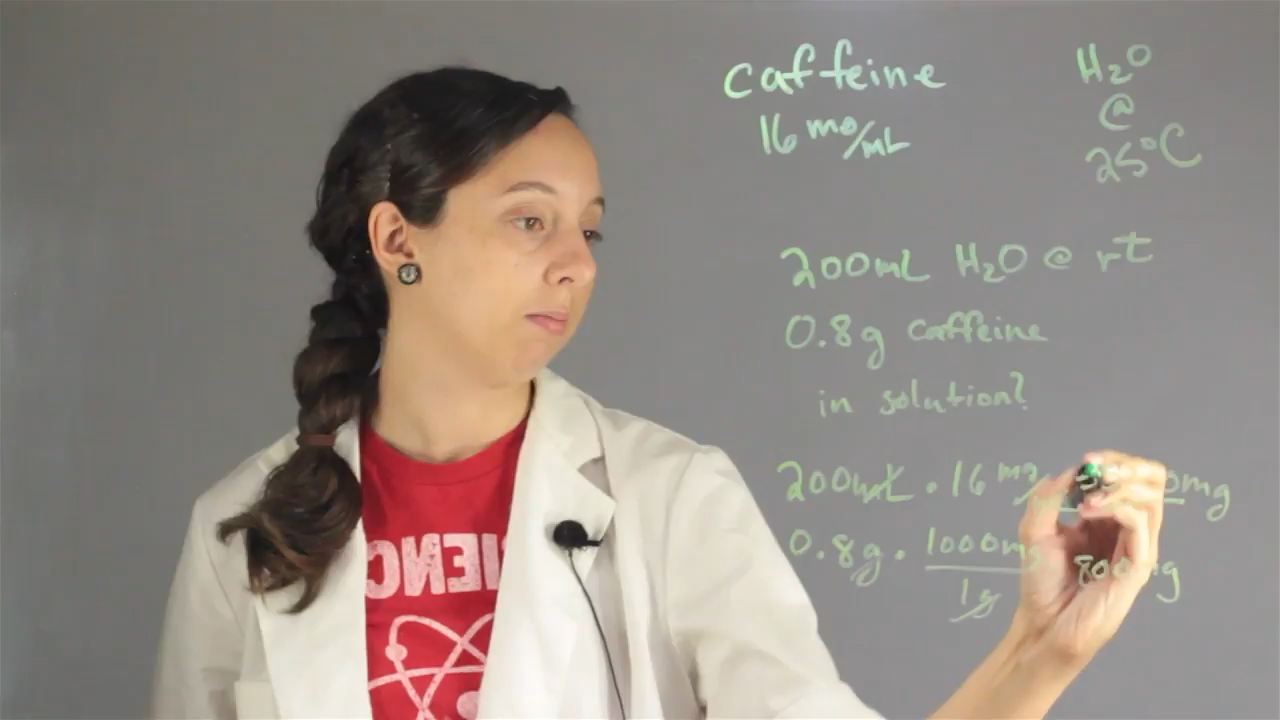 caffeine
16 mg/mL
H₂O
@
25°C
200mL H₂O @ rt
0.8g caffeine
in solution?
200mL · 16 mg mg
0.8g · 1000mg
1g